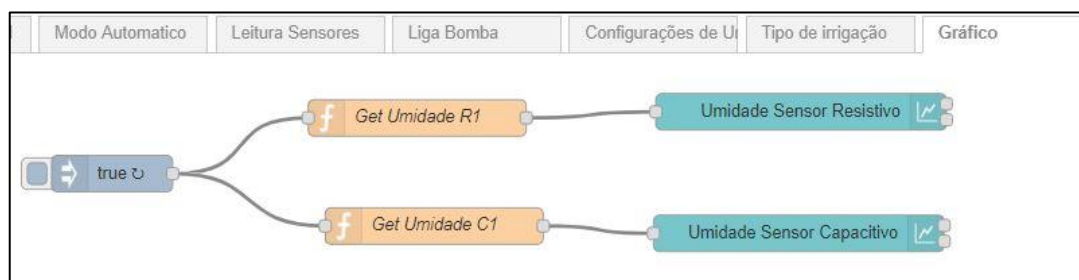 Modo Automatico
Leitura Sensores
Liga Bomba
Configurações de
Tipo de irrigação
Gráfico
Get Umidade R1
Umidade Sensor Resistivo
true ↻
Get Umidade C1
Umidade Sensor Capacitivo